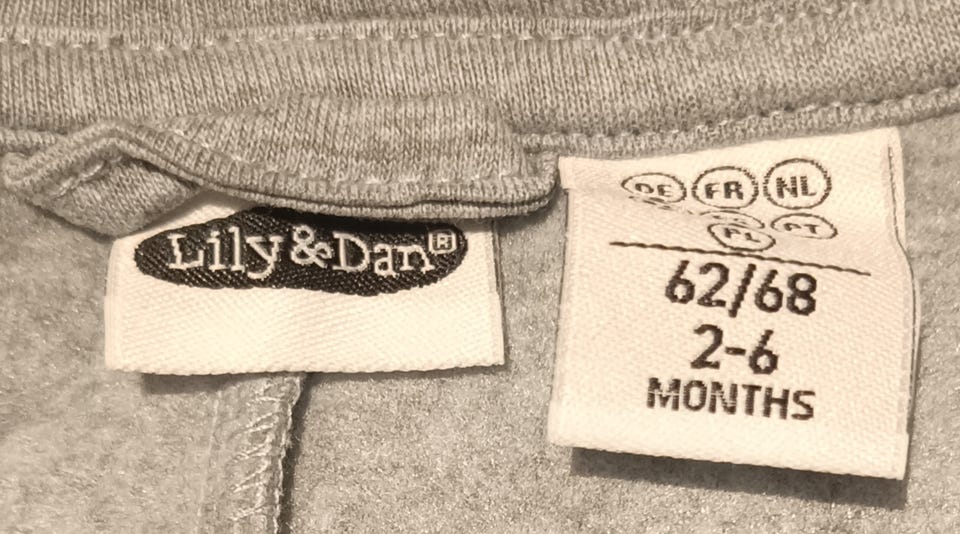 Lily&Dan®
DE FR NL
PL PT
62/68
2-6
MONTHS